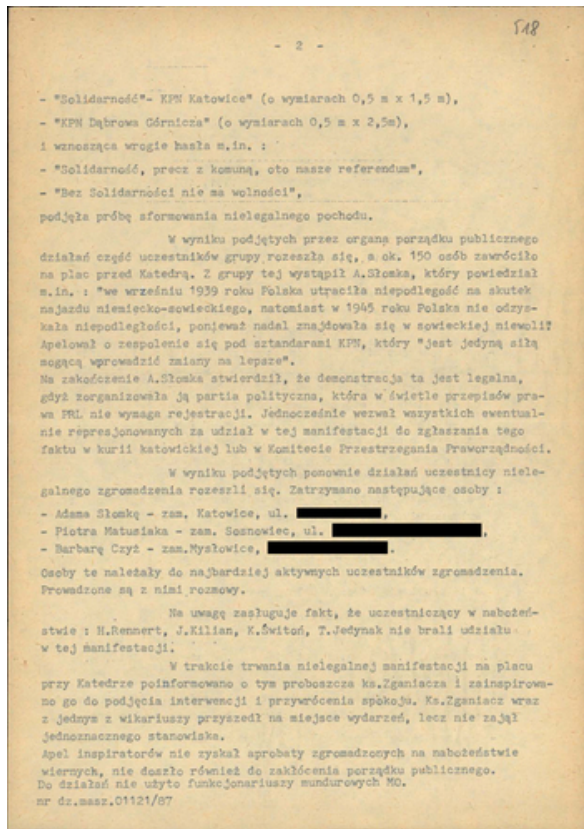 518
- 2 -
- "Solidarność"- KPN Katowice" (o wymiarach 0,5 m x 1,5 m),
- "KPN Dąbrowa Górnicza" (o wymiarach 0,5 m x 2,5m),
i wznosząca wrogie hasła m.in. :
- "Solidarność, precz z komuną, oto nasze referendum",
- "Bez Solidarności nie ma wolności",
podjęła próbę sformowania nielegalnego pochodu.
W wyniku podjętych przez organa porządku publicznego
działań część uczestników grupy rozeszła się, a ok. 150 osób zawróciło
na plac przed Katedrą. Z grupy tej wystąpił A.Słomka, który powiedział
m.in. : "we wrześniu 1939 roku Polska utraciła niepodległość na skutek
najazdu niemiecko-sowieckiego, natomiast w 1945 roku Polska nie odzys-
kała niepodległości, ponieważ nadal znajdowała się w sowieckiej niewoli"
Apelował o zespolenie się pod sztandarami KPN, który "jest jedyną siłą
mogącą wprowadzić zmiany na lepsze".
Na zakończenie A.Słomka stwierdził, że demonstracja ta jest legalna,
gdyż zorganizowała ją partia polityczna, która w świetle przepisów pra-
wa PRL nie wymaga rejestracji. Jednocześnie wezwał wszystkich ewentual-
nie represjonowanych za udział w tej manifestacji do zgłaszania tego
faktu w kurii katowickiej lub w Komitecie Przestrzegania Praworządności.
W wyniku podjętych ponownie działań uczestnicy niele-
galnego zgromadzenia rozeszli się. Zatrzymano następujące osoby :
- Adama Słomkę - zam. Katowice, ul. ,
- Piotra Matusiaka - zam. Sosnowiec, ul. ,
- Barbarę Czyż - zam.Mysłowice, .
Osoby te należały do najbardziej aktywnych uczestników zgromadzenia.
Prowadzone są z nimi rozmowy.
Na uwagę zasługuje fakt, że uczestniczący w nabożeń-
stwie : H.Rennert, J.Kilian, K.Świtoń, T.Jedynak nie brali udziału
w tej manifestacji.
W trakcie trwania nielegalnej manifestacji na placu
przy Katedrze poinformowano o tym proboszcza ks.Zganiacza i zainspirowa-
mo go do podjęcia interwencji i przywrócenia spokoju. Ks.Zganiacz wraz
z jednym z wikariuszy przyszedł na miejsce wydarzeń, lecz nie zajął
jednoznacznego stanowiska.
Apel inspiratorów nie zyskał aprobaty zgromadzonych na nabożeństwie
wiernych, nie doszło również do zakłócenia porządku publicznego.
Do działań nie użyto funkcjonariuszy mundurowych MO.
nr dz.masz.01121/87